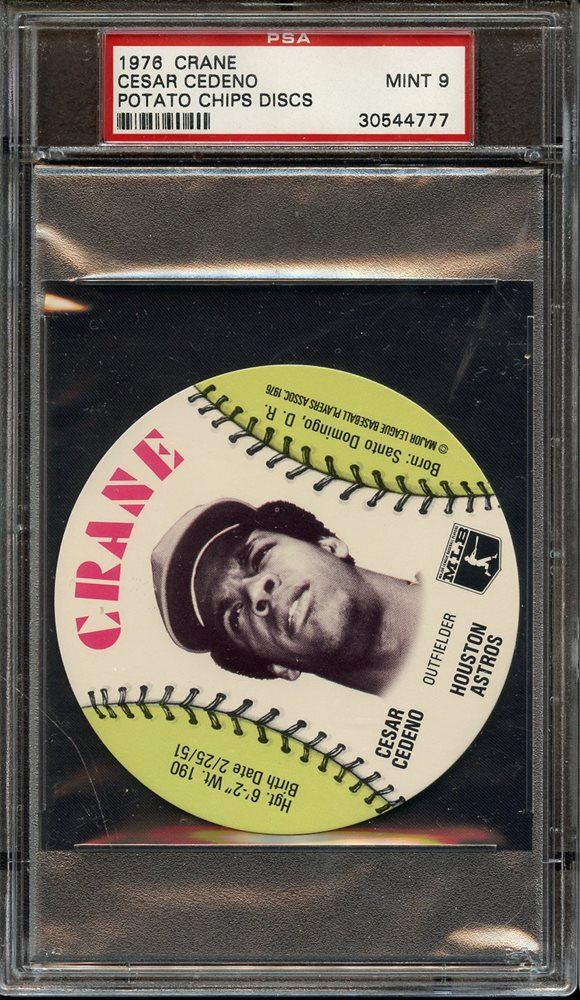 PSA
1976 CRANE
CESAR CEDENO MINT 9
POTATO CHIPS DISCS
30544777
CRANE
© MAJOR LEAGUE BASEBALL PLAYERS ASSOC. 1976
Born: Santo Domingo, D. R.
MLB
CESAR
CEDENO
OUTFIELDER
HOUSTON
ASTROS
Hgt. 6'-2" Wt. 190
Birth Date 2/25/51